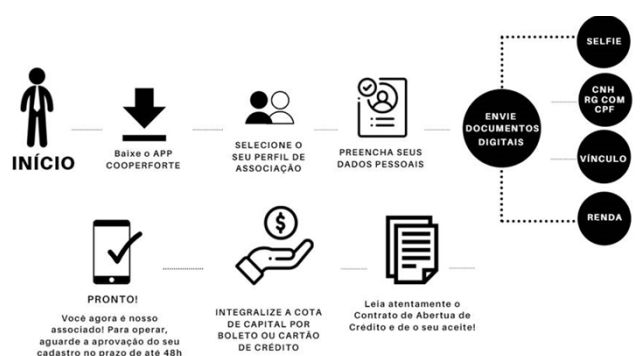 INÍCIO
Baixe o APP
COOPERFORTE
SELECIONE O
SEU PERFIL DE
ASSOCIAÇÃO
PREENCHA SEUS
DADOS PESSOAIS
ENVIE
DOCUMENTOS
DIGITAIS
SELFIE
CNH
RG COM
CPF
VÍNCULO
RENDA
Leia atentamente o
Contrato de Abertua de
Crédito e de o seu aceite!
INTEGRALIZE A COTA
DE CAPITAL POR
BOLETO OU CARTÃO
DE CRÉDITO
PRONTO!
Você agora é nosso
associado! Para operar,
aguarde a aprovação do seu
cadastro no prazo de até 48h